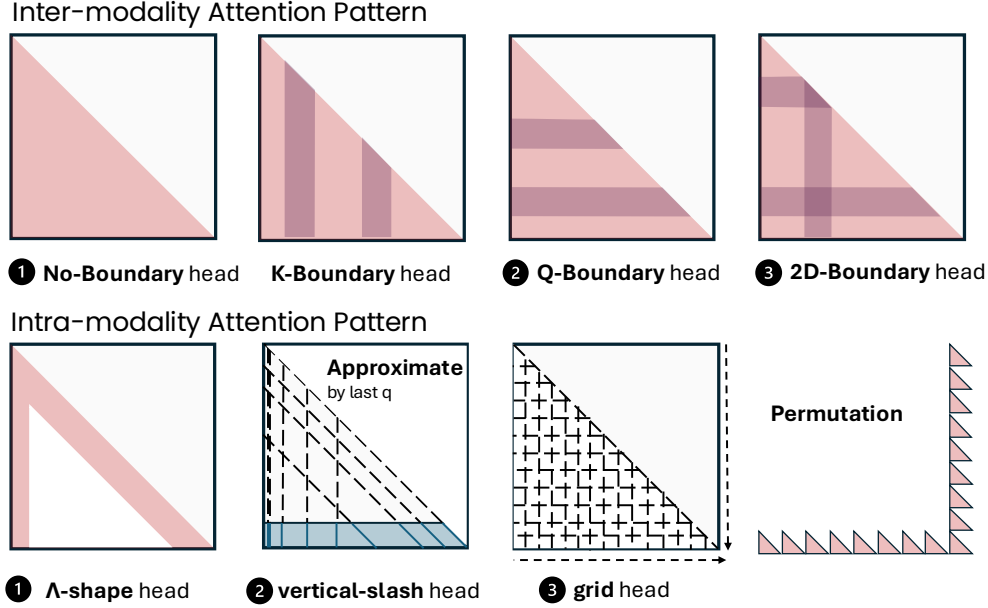 Inter-modality Attention Pattern
1 No-Boundary head
K-Boundary head
2 Q-Boundary head
3 2D-Boundary head
Intra-modality Attention Pattern
Approximate
by last q
Permutation
1 Λ-shape head
2 vertical-slash head
3 grid head